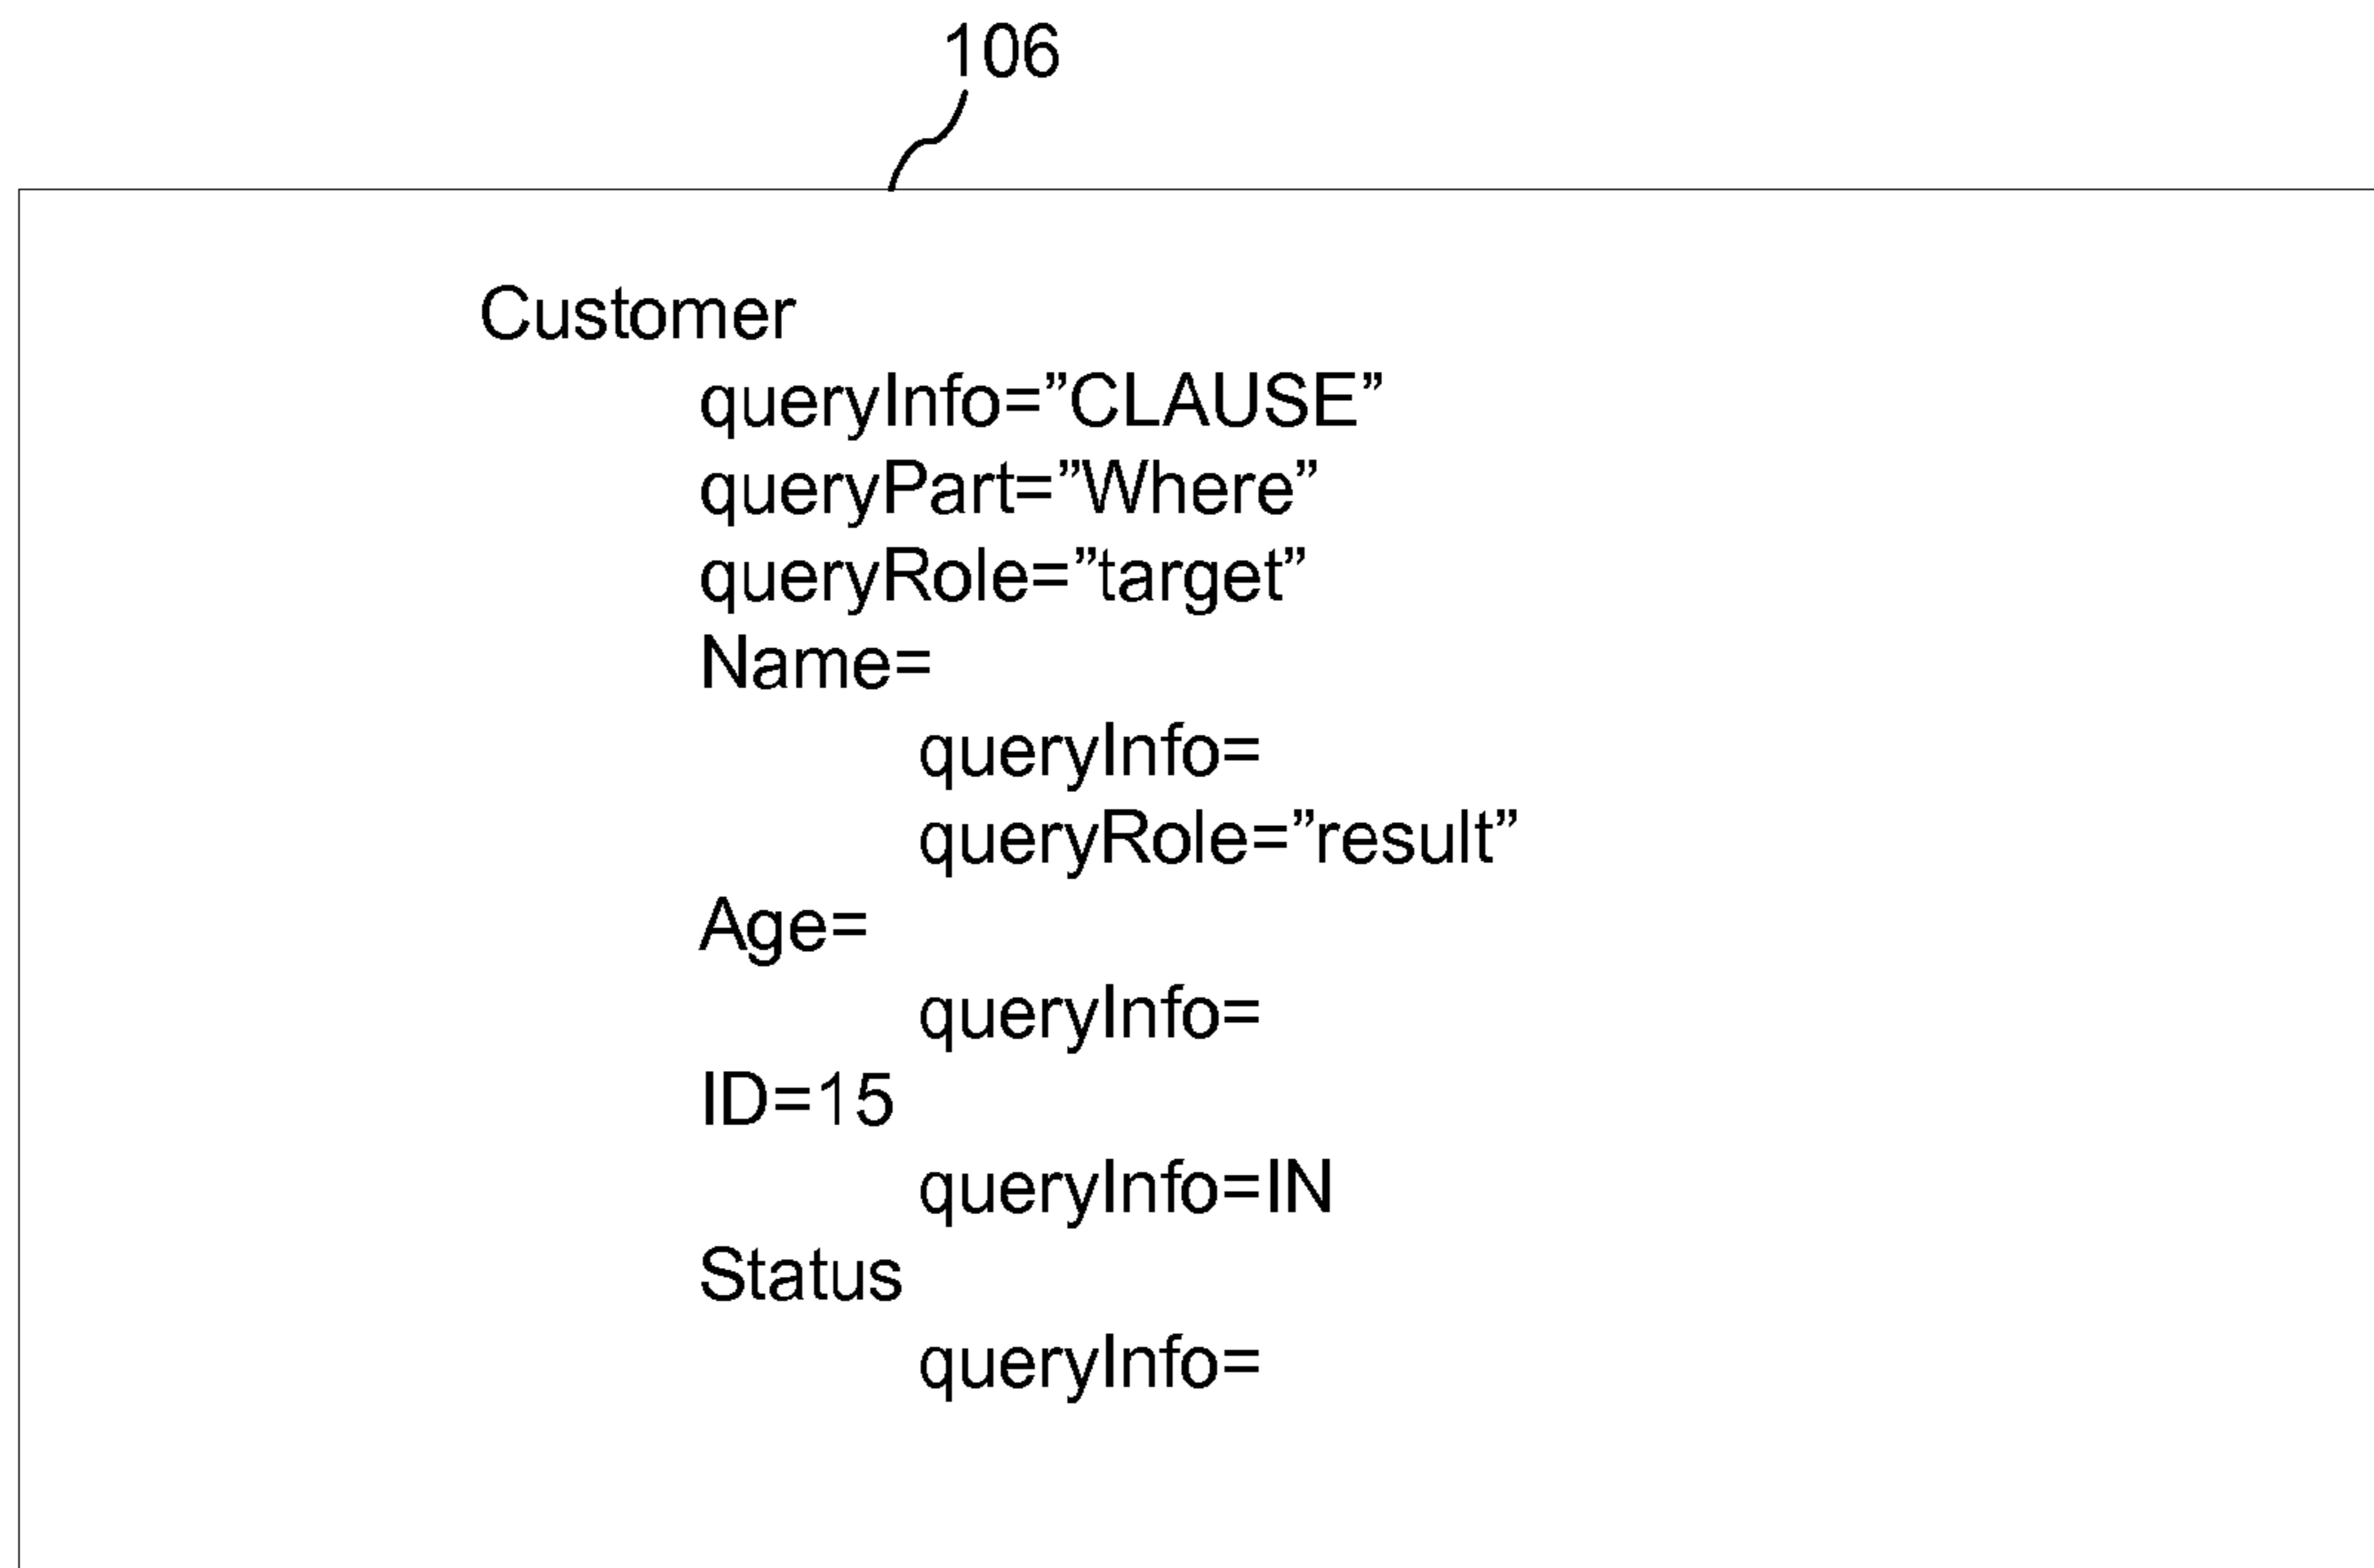 106
Customer
queryInfo=”CLAUSE”
queryPart=”Where”
queryRole=”target”
Name=
queryInfo=
queryRole=”result”
Age=
queryInfo=
ID=15
queryInfo=IN
Status
queryInfo=